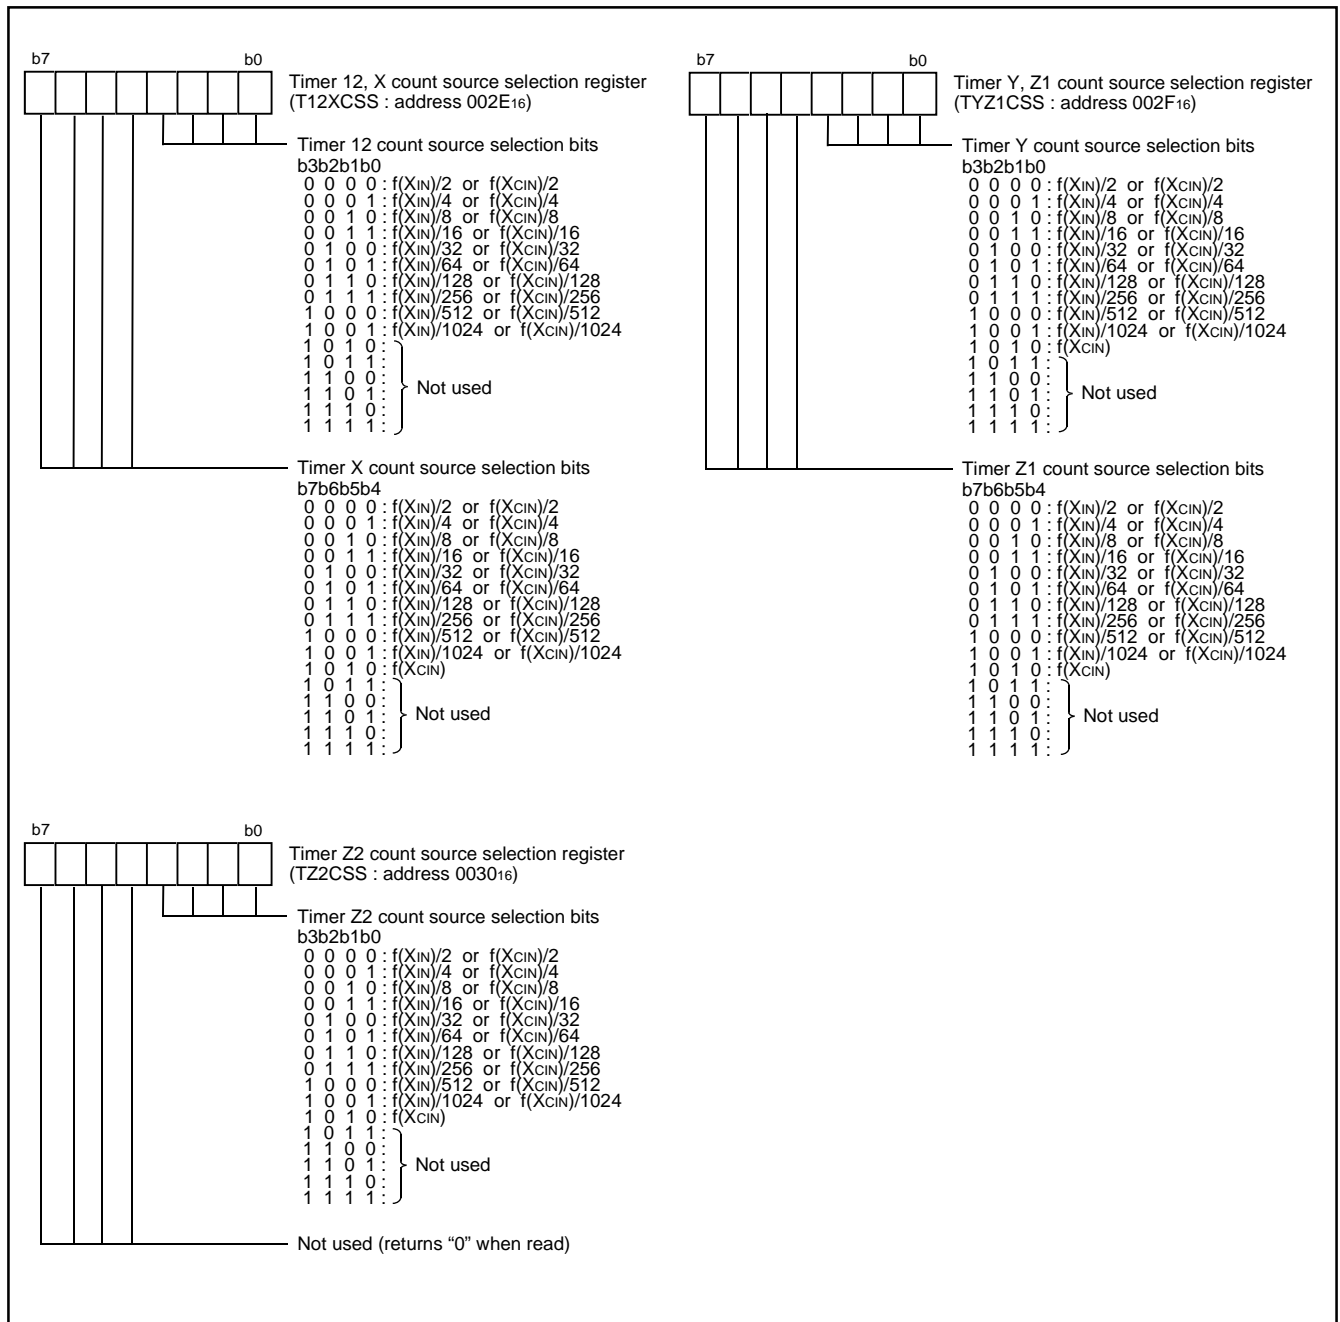 b7 b0
Timer 12, X count source selection register
(T12XCSS : address 002E16)
Timer 12 count source selection bits
b3b2b1b0
0 0 0 0 : f(XIN)/2 or f(XCIN)/2
0 0 0 1 : f(XIN)/4 or f(XCIN)/4
0 0 1 0 : f(XIN)/8 or f(XCIN)/8
0 0 1 1 : f(XIN)/16 or f(XCIN)/16
0 1 0 0 : f(XIN)/32 or f(XCIN)/32
0 1 0 1 : f(XIN)/64 or f(XCIN)/64
0 1 1 0 : f(XIN)/128 or f(XCIN)/128
0 1 1 1 : f(XIN)/256 or f(XCIN)/256
1 0 0 0 : f(XIN)/512 or f(XCIN)/512
1 0 0 1 : f(XIN)/1024 or f(XCIN)/1024
1 0 1 0 :
1 0 1 1 :
1 1 0 0 :
1 1 0 1 : Not used
1 1 1 0 :
1 1 1 1 :
Timer X count source selection bits
b7b6b5b4
0 0 0 0 : f(XIN)/2 or f(XCIN)/2
0 0 0 1 : f(XIN)/4 or f(XCIN)/4
0 0 1 0 : f(XIN)/8 or f(XCIN)/8
0 0 1 1 : f(XIN)/16 or f(XCIN)/16
0 1 0 0 : f(XIN)/32 or f(XCIN)/32
0 1 0 1 : f(XIN)/64 or f(XCIN)/64
0 1 1 0 : f(XIN)/128 or f(XCIN)/128
0 1 1 1 : f(XIN)/256 or f(XCIN)/256
1 0 0 0 : f(XIN)/512 or f(XCIN)/512
1 0 0 1 : f(XIN)/1024 or f(XCIN)/1024
1 0 1 0 : f(XCIN)
1 0 1 1 :
1 1 0 0 :
1 1 0 1 : Not used
1 1 1 0 :
1 1 1 1 :
b7 b0
Timer Y, Z1 count source selection register
(TYZ1CSS : address 002F16)
Timer Y count source selection bits
b3b2b1b0
0 0 0 0 : f(XIN)/2 or f(XCIN)/2
0 0 0 1 : f(XIN)/4 or f(XCIN)/4
0 0 1 0 : f(XIN)/8 or f(XCIN)/8
0 0 1 1 : f(XIN)/16 or f(XCIN)/16
0 1 0 0 : f(XIN)/32 or f(XCIN)/32
0 1 0 1 : f(XIN)/64 or f(XCIN)/64
0 1 1 0 : f(XIN)/128 or f(XCIN)/128
0 1 1 1 : f(XIN)/256 or f(XCIN)/256
1 0 0 0 : f(XIN)/512 or f(XCIN)/512
1 0 0 1 : f(XIN)/1024 or f(XCIN)/1024
1 0 1 0 : f(XCIN)
1 0 1 1 :
1 1 0 0 :
1 1 0 1 : Not used
1 1 1 0 :
1 1 1 1 :
Timer Z1 count source selection bits
b7b6b5b4
0 0 0 0 : f(XIN)/2 or f(XCIN)/2
0 0 0 1 : f(XIN)/4 or f(XCIN)/4
0 0 1 0 : f(XIN)/8 or f(XCIN)/8
0 0 1 1 : f(XIN)/16 or f(XCIN)/16
0 1 0 0 : f(XIN)/32 or f(XCIN)/32
0 1 0 1 : f(XIN)/64 or f(XCIN)/64
0 1 1 0 : f(XIN)/128 or f(XCIN)/128
0 1 1 1 : f(XIN)/256 or f(XCIN)/256
1 0 0 0 : f(XIN)/512 or f(XCIN)/512
1 0 0 1 : f(XIN)/1024 or f(XCIN)/1024
1 0 1 0 : f(XCIN)
1 0 1 1 :
1 1 0 0 :
1 1 0 1 : Not used
1 1 1 0 :
1 1 1 1 :
b7 b0
Timer Z2 count source selection register
(TZ2CSS : address 003016)
Timer Z2 count source selection bits
b3b2b1b0
0 0 0 0 : f(XIN)/2 or f(XCIN)/2
0 0 0 1 : f(XIN)/4 or f(XCIN)/4
0 0 1 0 : f(XIN)/8 or f(XCIN)/8
0 0 1 1 : f(XIN)/16 or f(XCIN)/16
0 1 0 0 : f(XIN)/32 or f(XCIN)/32
0 1 0 1 : f(XIN)/64 or f(XCIN)/64
0 1 1 0 : f(XIN)/128 or f(XCIN)/128
0 1 1 1 : f(XIN)/256 or f(XCIN)/256
1 0 0 0 : f(XIN)/512 or f(XCIN)/512
1 0 0 1 : f(XIN)/1024 or f(XCIN)/1024
1 0 1 0 : f(XCIN)
1 0 1 1 :
1 1 0 0 :
1 1 0 1 : Not used
1 1 1 0 :
1 1 1 1 :
Not used (returns “0” when read)